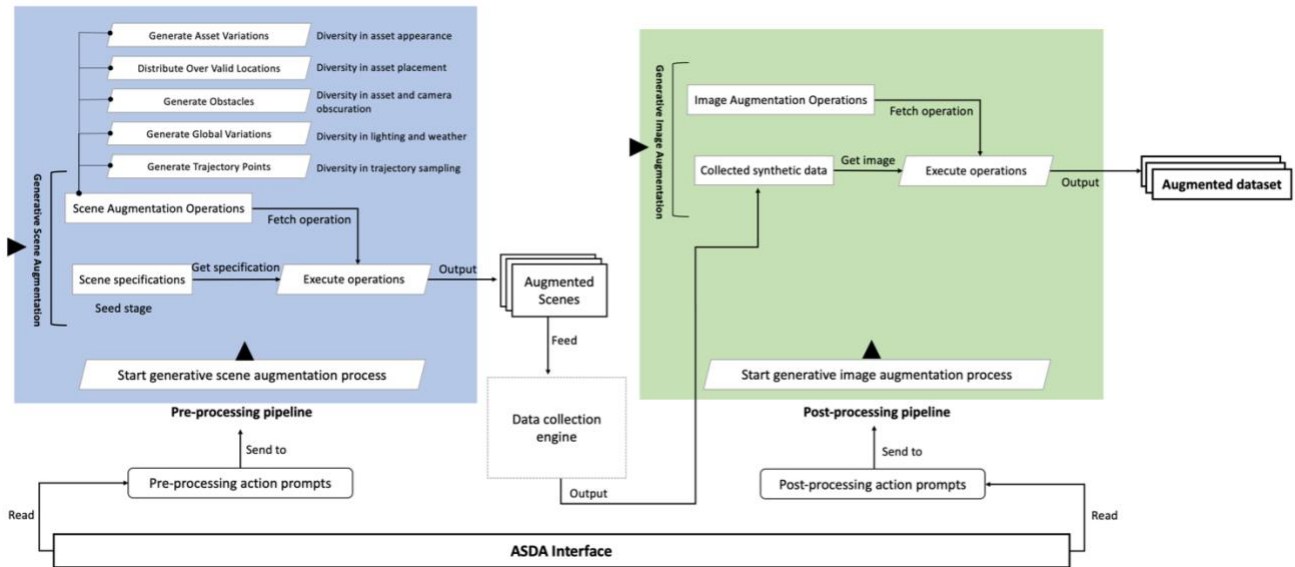 Generate Asset Variations
Diversity in asset appearance
Distribute Over Valid Locations
Diversity in asset placement
Generate Obstacles
Diversity in asset and camera
obscuration
Generate Global Variations
Diversity in lighting and weather
Generate Trajectory Points
Diversity in trajectory sampling
Generative Scene Augmentation
Scene Augmentation Operations
Fetch operation
Scene specifications
Get specification
Execute operations
Output
Seed stage
Start generative scene augmentation process
Pre-processing pipeline
Send to
Pre-processing action prompts
Read
Augmented
Scenes
Feed
Data collection
engine
Output
Generative Image Augmentation
Image Augmentation Operations
Fetch operation
Collected synthetic data
Get image
Execute operations
Output
Augmented dataset
Start generative image augmentation process
Post-processing pipeline
Send to
Post-processing action prompts
Read
ASDA Interface